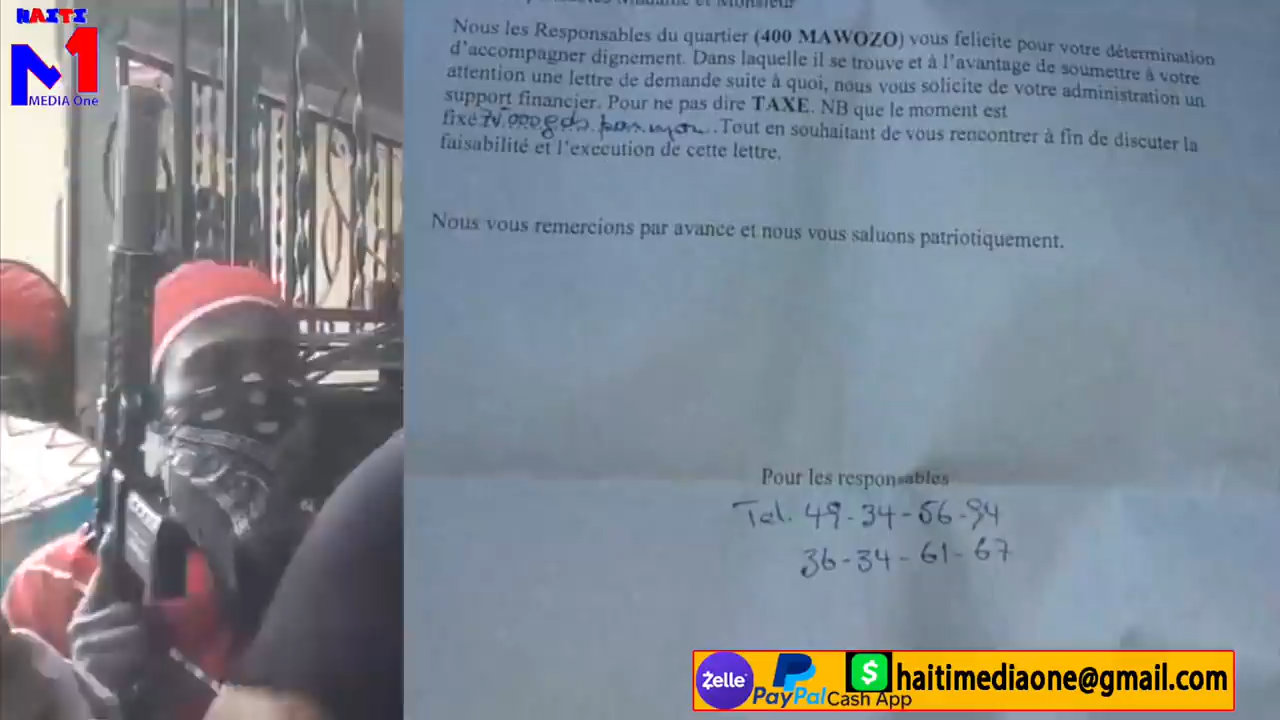 HAITI
M1
MEDIA One
Madame et Monsieur
Nous les Responsables du quartier (400 MAWOZO) vous felicite pour votre détermination
d’accompagner dignement. Dans laquelle il se trouve et à l’avantage de soumettre à votre
attention une lettre de demande suite à quoi, nous vous solicite de votre administration un
support financier. Pour ne pas dire TAXE. NB que le moment est
fixé Tout en souhaitant de vous rencontrer à fin de discuter la
faisabilité et l’execution de cette lettre.
Nous vous remercions par avance et nous vous saluons patriotiquement.
Pour les responsables
Tel. 49-34-56-94
36-34-61-67
Zelle
PayPal
$
Cash App
haitimediaone@gmail.com